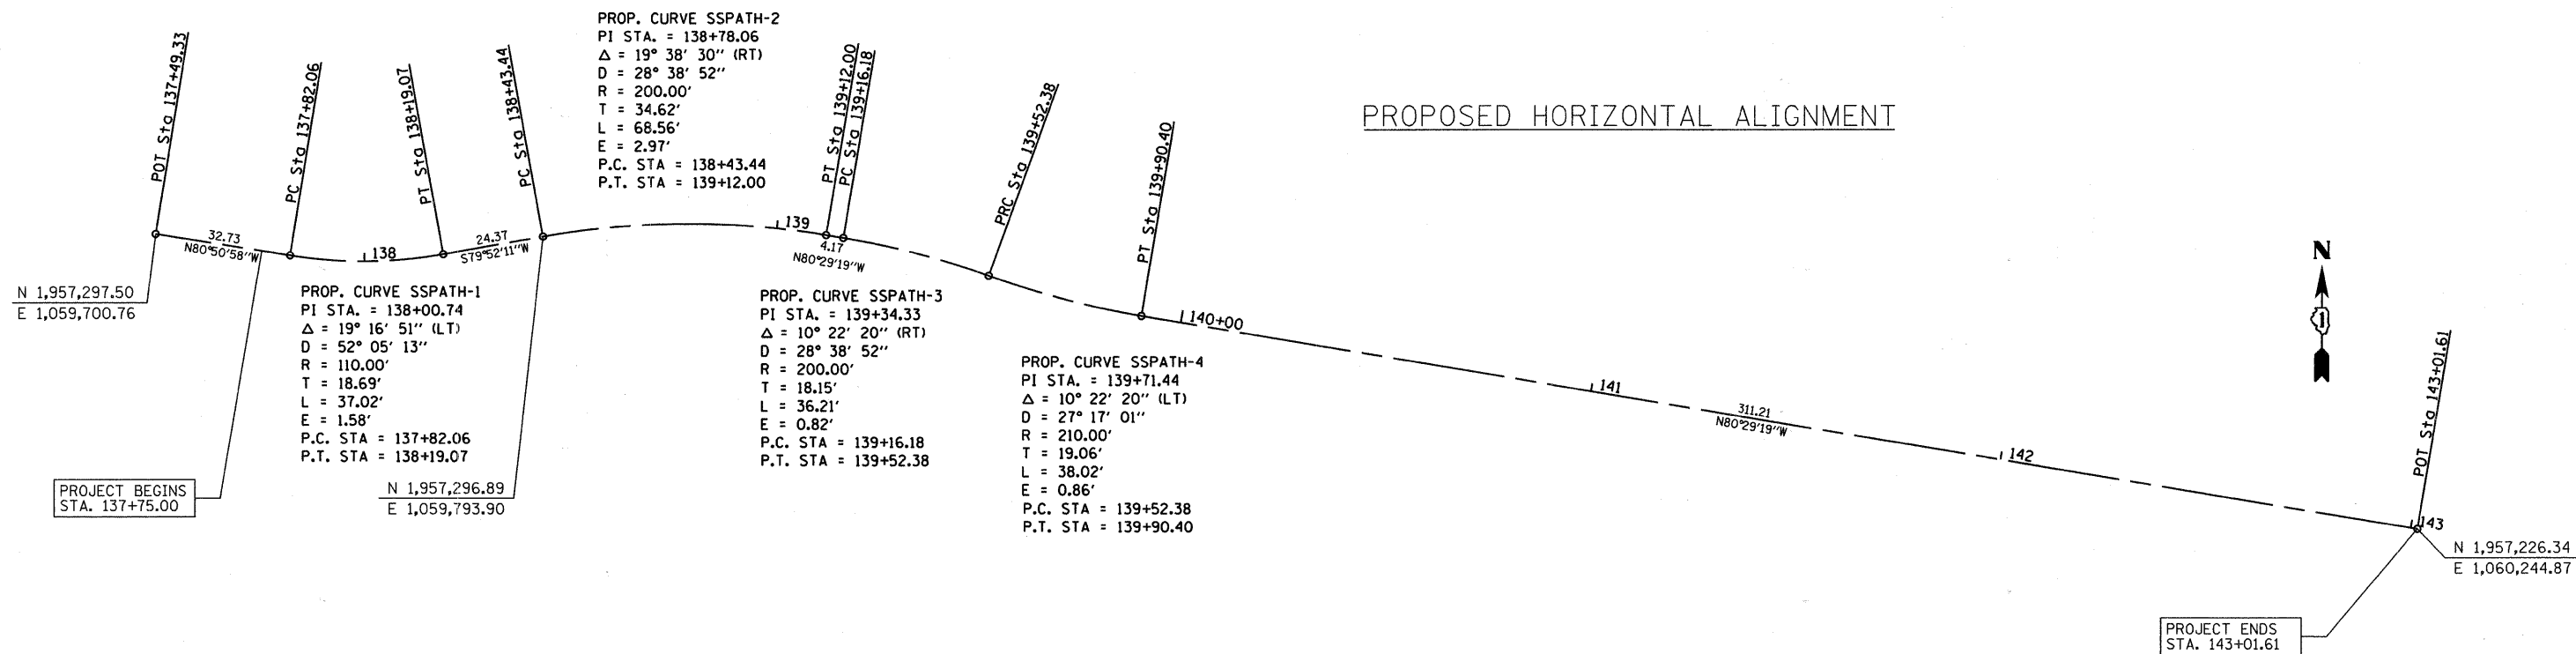 PROPOSED HORIZONTAL ALIGNMENT
POT Sta 137+49.33
PC Sta 137+82.06
PT Sta 138+19.07
PC Sta 138+43.44
PROP. CURVE SSPATH-2
PI STA. = 138+78.06
Δ = 19° 38' 30" (RT)
D = 28° 38' 52"
R = 200.00'
T = 34.62'
L = 68.56'
E = 2.97'
P.C. STA = 138+43.44
P.T. STA = 139+12.00
PT Sta 139+12.00
PC Sta 139+16.18
PRC Sta 139+52.38
PT Sta 139+90.40
32.73
N80°50'58"W
138
24.37
S79°52'11"W
139
4.17
N80°29'19"W
140+00
141
311.21
N80°29'19"W
142
143
POT Sta 143+01.61
N
1
N 1,957,297.50
E 1,059,700.76
PROP. CURVE SSPATH-1
PI STA. = 138+00.74
Δ = 19° 16' 51" (LT)
D = 52° 05' 13"
R = 110.00'
T = 18.69'
L = 37.02'
E = 1.58'
P.C. STA = 137+82.06
P.T. STA = 138+19.07
PROP. CURVE SSPATH-3
PI STA. = 139+34.33
Δ = 10° 22' 20" (RT)
D = 28° 38' 52"
R = 200.00'
T = 18.15'
L = 36.21'
E = 0.82'
P.C. STA = 139+16.18
P.T. STA = 139+52.38
PROP. CURVE SSPATH-4
PI STA. = 139+71.44
Δ = 10° 22' 20" (LT)
D = 27° 17' 01"
R = 210.00'
T = 19.06'
L = 38.02'
E = 0.86'
P.C. STA = 139+52.38
P.T. STA = 139+90.40
PROJECT BEGINS
STA. 137+75.00
N 1,957,296.89
E 1,059,793.90
N 1,957,226.34
E 1,060,244.87
PROJECT ENDS
STA. 143+01.61